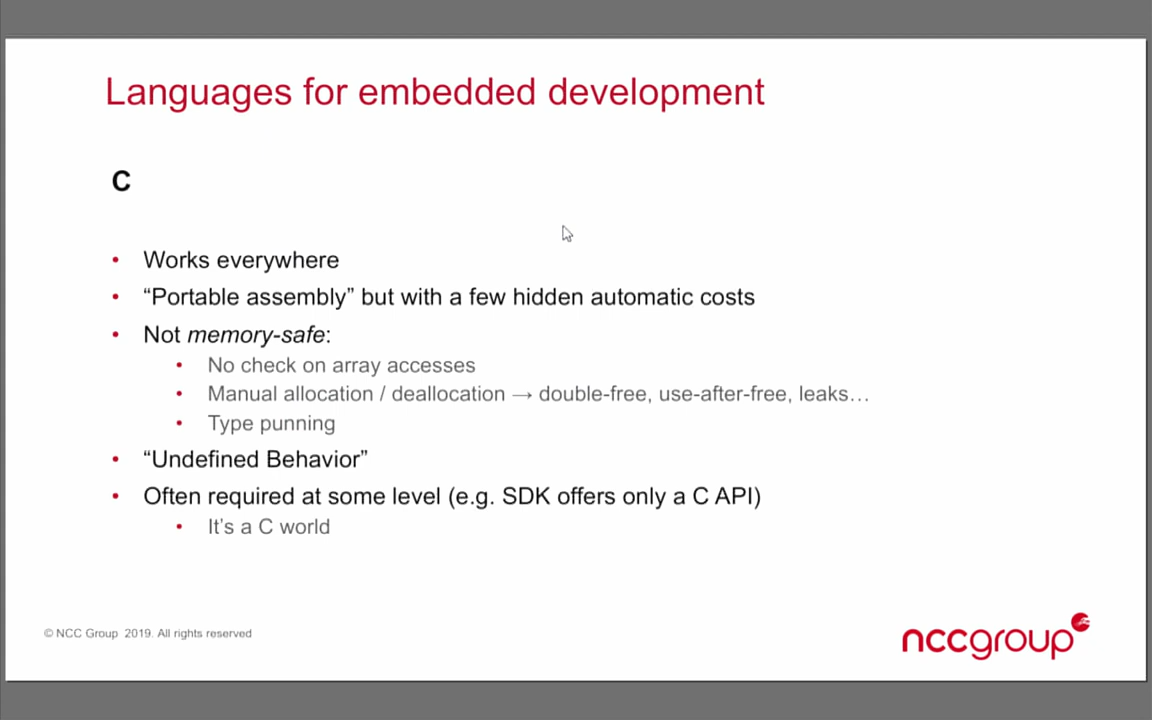 Languages for embedded development
C
• Works everywhere
• “Portable assembly” but with a few hidden automatic costs
• Not memory-safe:
• No check on array accesses
• Manual allocation / deallocation → double-free, use-after-free, leaks…
• Type punning
• “Undefined Behavior”
• Often required at some level (e.g. SDK offers only a C API)
• It’s a C world
© NCC Group 2019. All rights reserved
nccgroup